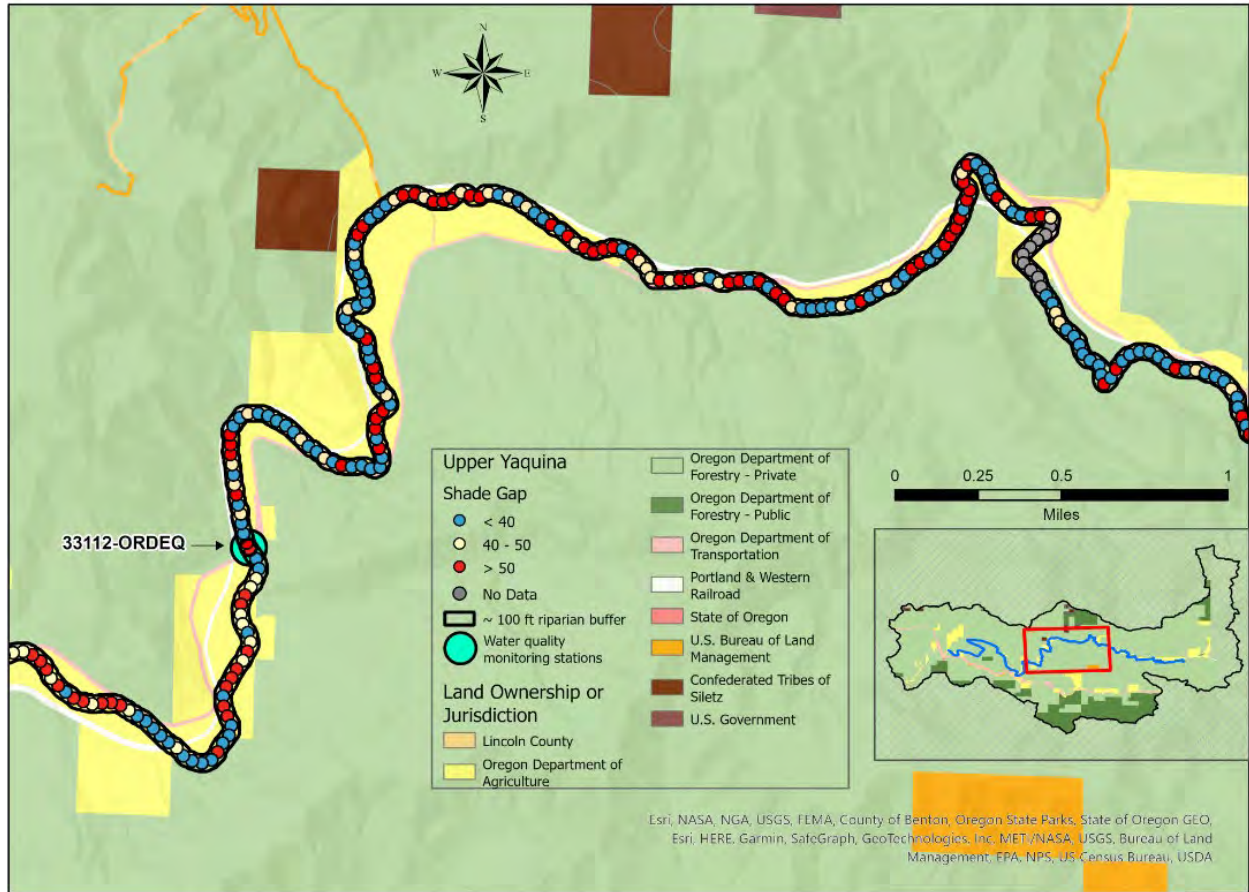 N
W
E
S
33112-ORDEQ
Upper Yaquina
Shade Gap
< 40
40 - 50
> 50
No Data
~ 100 ft riparian buffer
Water quality
monitoring stations
Land Ownership or
Jurisdiction
Lincoln County
Oregon Department of
Agriculture
Oregon Department of
Forestry - Private
Oregon Department of
Forestry - Public
Oregon Department of
Transportation
Portland & Western
Railroad
State of Oregon
U.S. Bureau of Land
Management
Confederated Tribes of
Siletz
U.S. Government
0 0.25 0.5 1
Miles
Esri, NASA, NGA, USGS, FEMA, County of Benton, Oregon State Parks, State of Oregon GEO,
Esri, HERE, Garmin, SafeGraph, GeoTechnologies, Inc, METI/NASA, USGS, Bureau of Land
Management, EPA, NPS, US Census Bureau, USDA